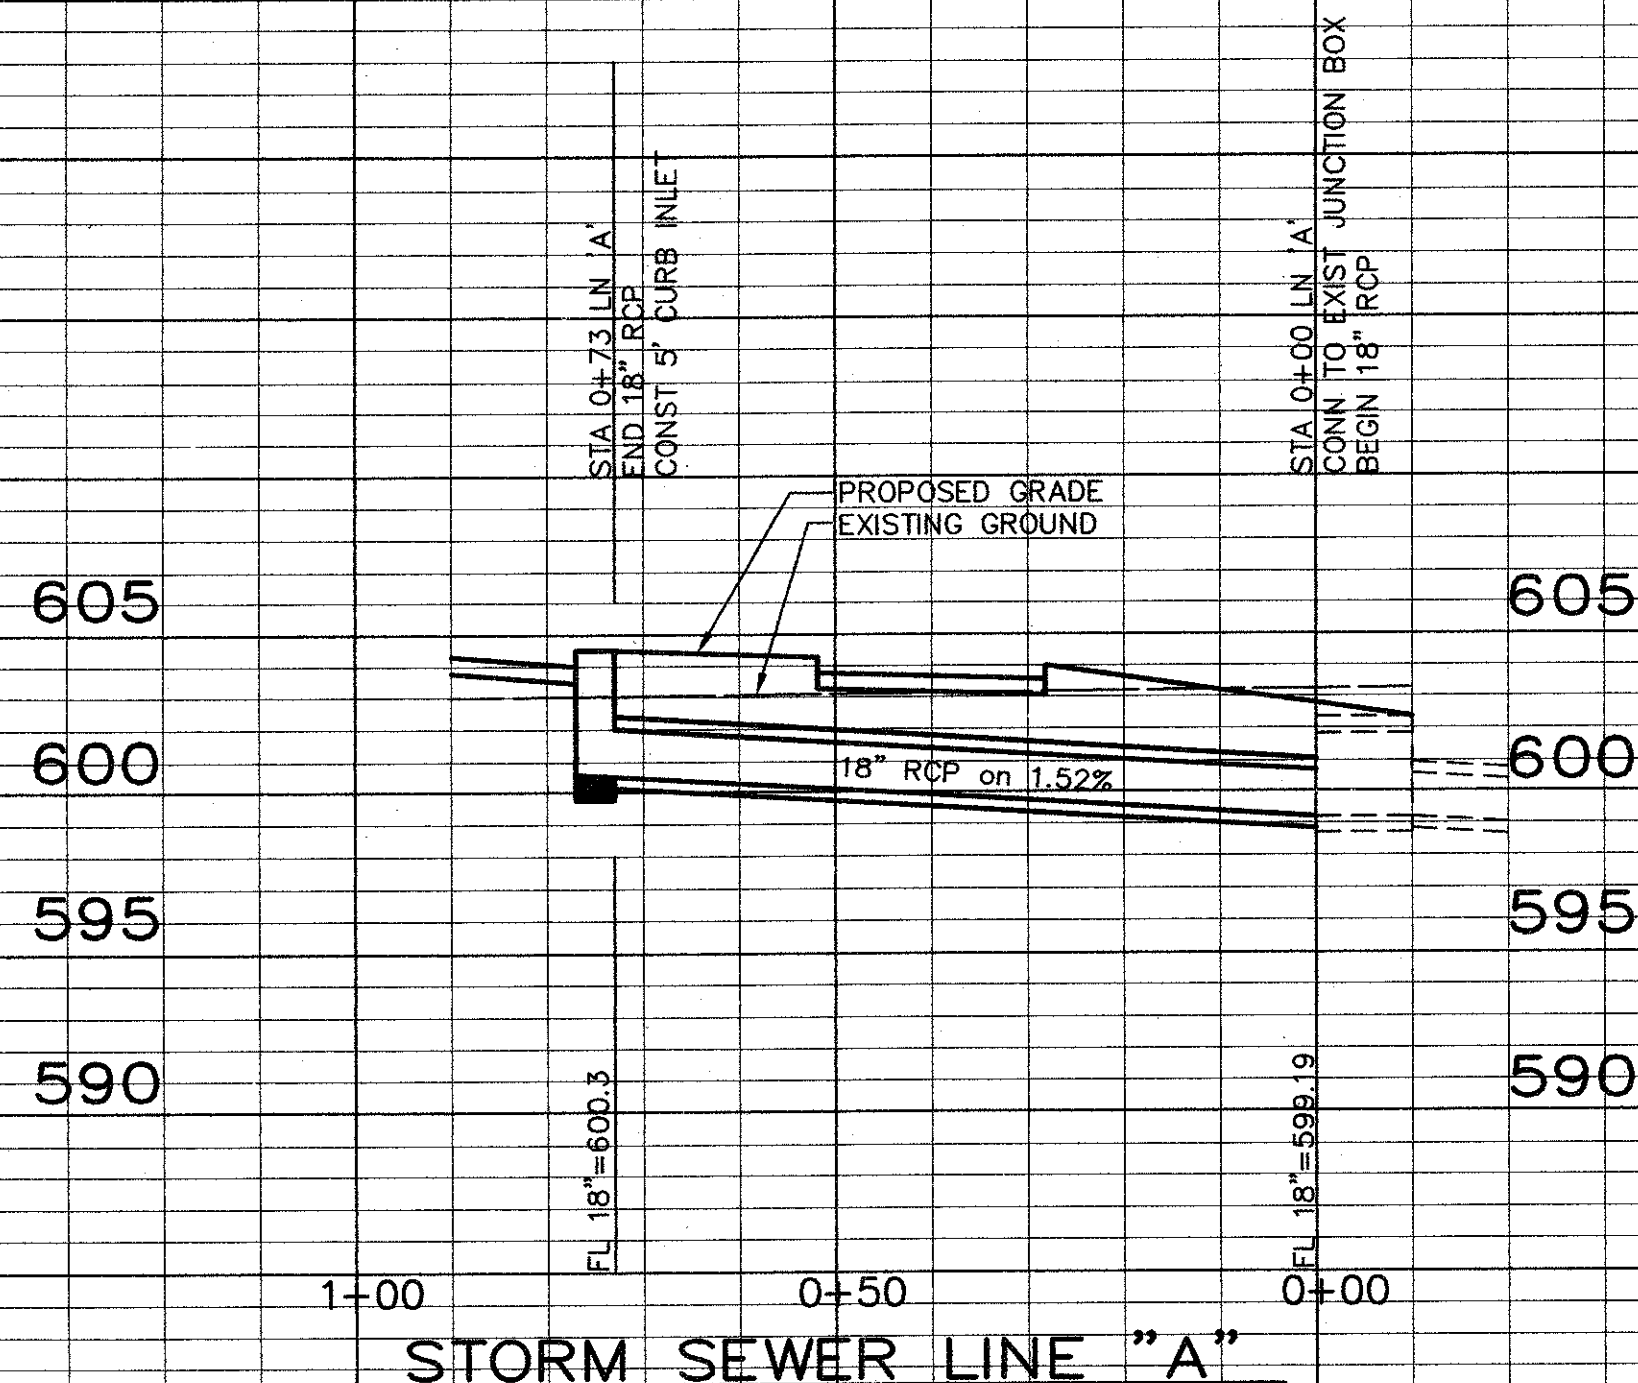 STA 0+73 LN 'A'
END 18" RCP
CONST 5' CURB INLET
STA 0+00 LN 'A'
CONN TO EXIST JUNCTION BOX
BEGIN 18" RCP
PROPOSED GRADE
EXISTING GROUND
605
605
600
600
18" RCP on 1.52%
595
595
590
590
FL 18"=600.3
FL 18"=599.19
1+00
0+50
0+00
STORM SEWER LINE "A"